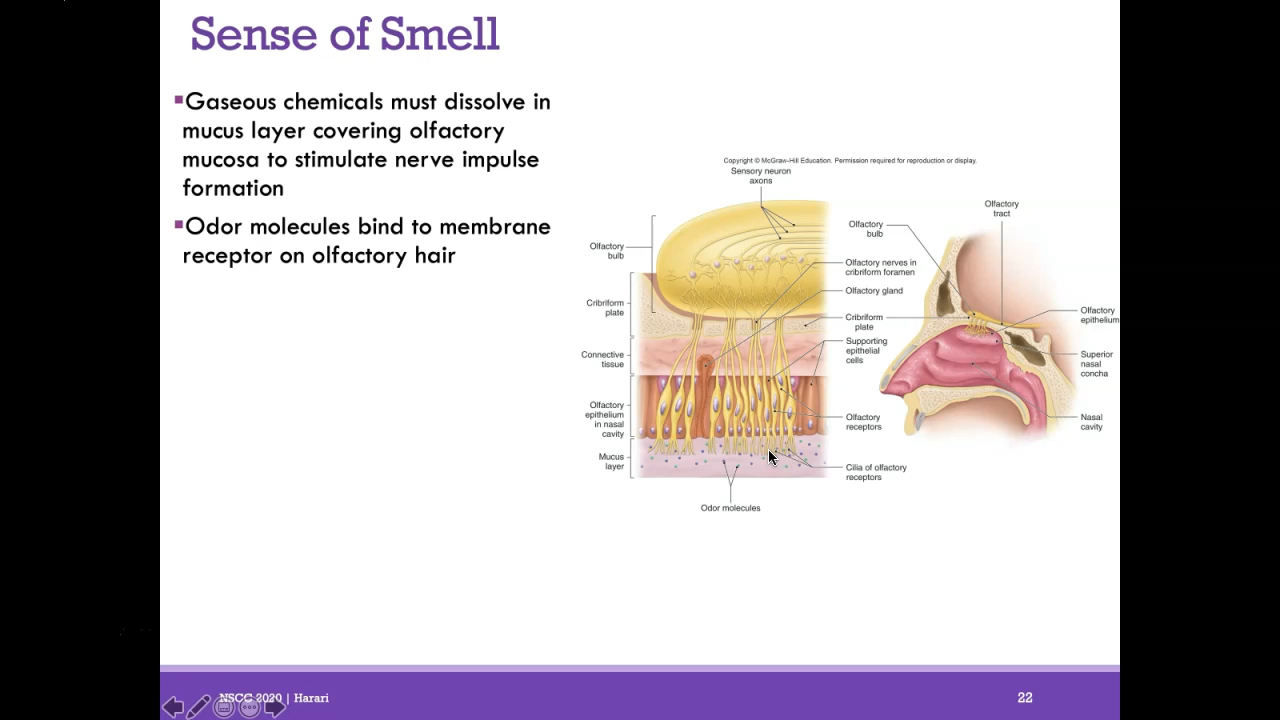 Sense of Smell
▪Gaseous chemicals must dissolve in
mucus layer covering olfactory
mucosa to stimulate nerve impulse
formation
▪Odor molecules bind to membrane
receptor on olfactory hair
Copyright © McGraw-Hill Education. Permission required for reproduction or display.
Sensory neuron
axons
Olfactory
bulb
Cribriform
plate
Connective
tissue
Olfactory
epithelium
in nasal
cavity
Mucus
layer
Odor molecules
Olfactory
bulb
Olfactory nerves in
cribriform foramen
Olfactory gland
Cribriform
plate
Supporting
epithelial
cells
Olfactory
receptors
Cilia of olfactory
receptors
Olfactory
tract
Olfactory
epithelium
Superior
nasal
concha
Nasal
cavity
NSCC 2020 | Harari
22